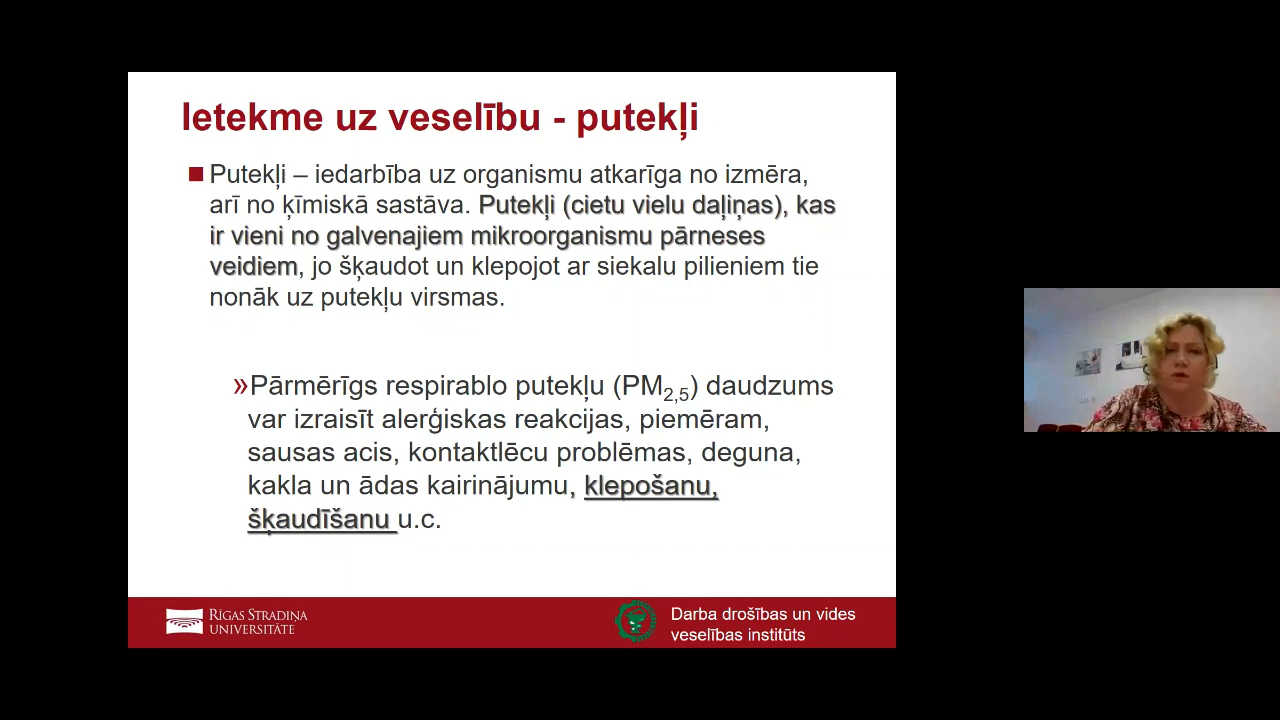 Ietekme uz veselību - putekļi
Putekļi – iedarbība uz organismu atkarīga no izmēra,
arī no ķīmiskā sastāva. Putekļi (cietu vielu daļiņas), kas
ir vieni no galvenajiem mikroorganismu pārneses
veidiem, jo šķaudot un klepojot ar siekalu pilieniem tie
nonāk uz putekļu virsmas.
»Pārmērīgs respirablo putekļu (PM2,5) daudzums
var izraisīt alerģiskas reakcijas, piemēram,
sausas acis, kontaktlēcu problēmas, deguna,
kakla un ādas kairinājumu, klepošanu,
šķaudīšanu u.c.
RĪGAS STRADIŅA
UNIVERSITĀTE
Darba drošības un vides
veselības institūts